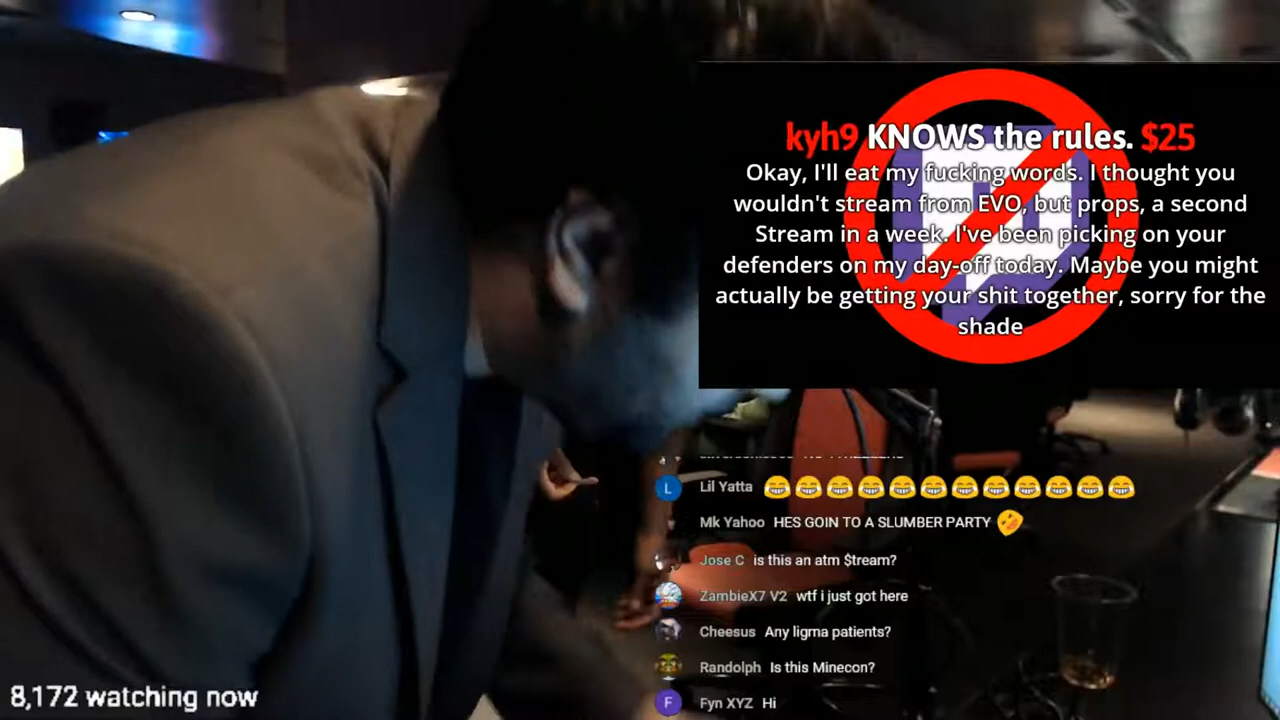 kyh9 KNOWS the rules. $25
Okay, I'll eat my fucking words. I thought you
wouldn't stream from EVO, but props, a second
Stream in a week. I've been picking on your
defenders on my day-off today. Maybe you might
actually be getting your shit together, sorry for the
shade
Lil Yatta 😂😂😂😂😂😂😂😂😂😂😂😂
Mk Yahoo HES GOIN TO A SLUMBER PARTY
Jose C is this an atm $tream?
ZambieX7 V2 wtf i just got here
Cheesus Any ligma patients?
Randolph Is this Minecon?
F Fyn XYZ Hi
8,172 watching now